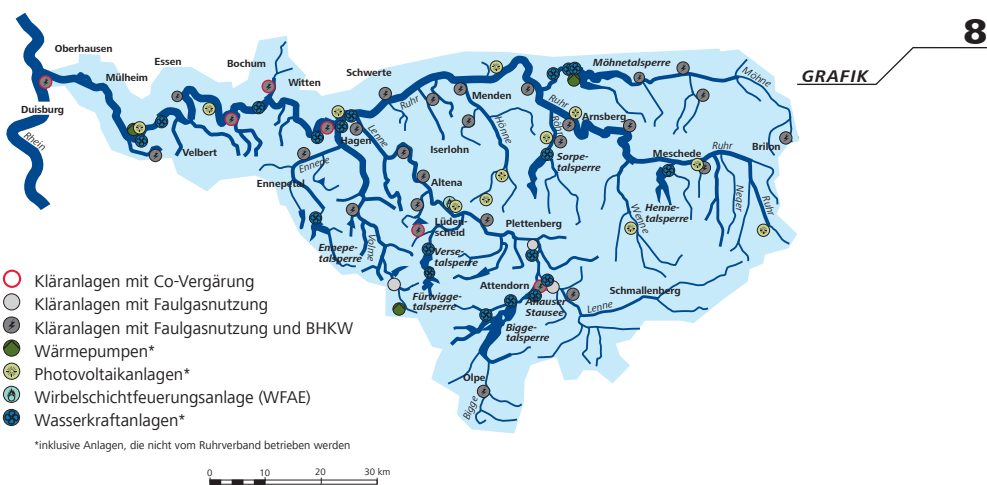 8
GRAFIK
Oberhausen
Mülheim
Essen
Bochum
Witten
Schwerte
Möhnetalsperre
Möhne
Duisburg
Rhein
Ruhr
Menden
Ruhr
Arnsberg
Velbert
Hagen
Lenne
Hönne
Röhr
Iserlohn
Sorpe-
talsperre
Meschede
Ruhr
Brilon
Ennepe
Ennepetal
Altena
Henne-
talsperre
Wenne
Neger
Ruhr
Lüden-
scheid
Plettenberg
Ennepe-
talsperre
Volme
Verse-
talsperre
Attendorn
Ahauser
Stausee
Schmallenberg
Lenne
Fürwigge-
talsperre
Bigge-
talsperre
Olpe
Bigge
Kläranlagen mit Co-Vergärung
Kläranlagen mit Faulgasnutzung
Kläranlagen mit Faulgasnutzung und BHKW
Wärmepumpen*
Photovoltaikanlagen*
Wirbelschichtfeuerungsanlage (WFAE)
Wasserkraftanlagen*
*inklusive Anlagen, die nicht vom Ruhrverband betrieben werden
0 10 20 30 km